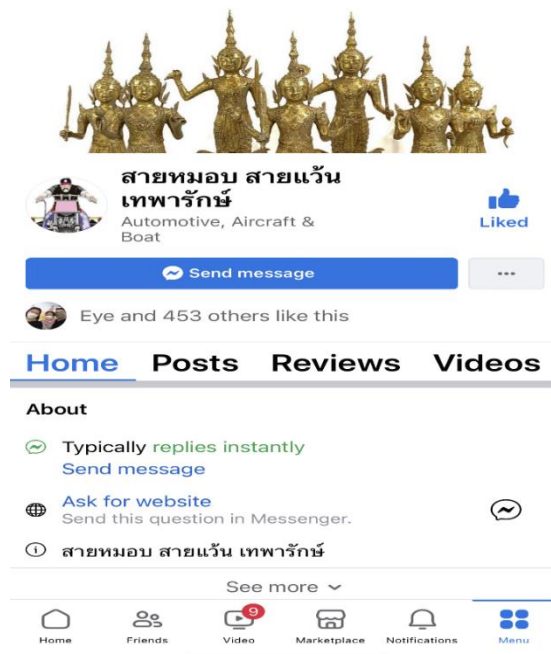 สายหมอบ สายแว้น
เทพารักษ์
Automotive, Aircraft &
Boat
Liked
Send message
Eye and 453 others like this
Home Posts Reviews Videos
About
Typically replies instantly
Send message
Ask for website
Send this question in Messenger.
สายหมอบ สายแว้น เทพารักษ์
See more
9
Home Friends Video Marketplace Notifications Menu